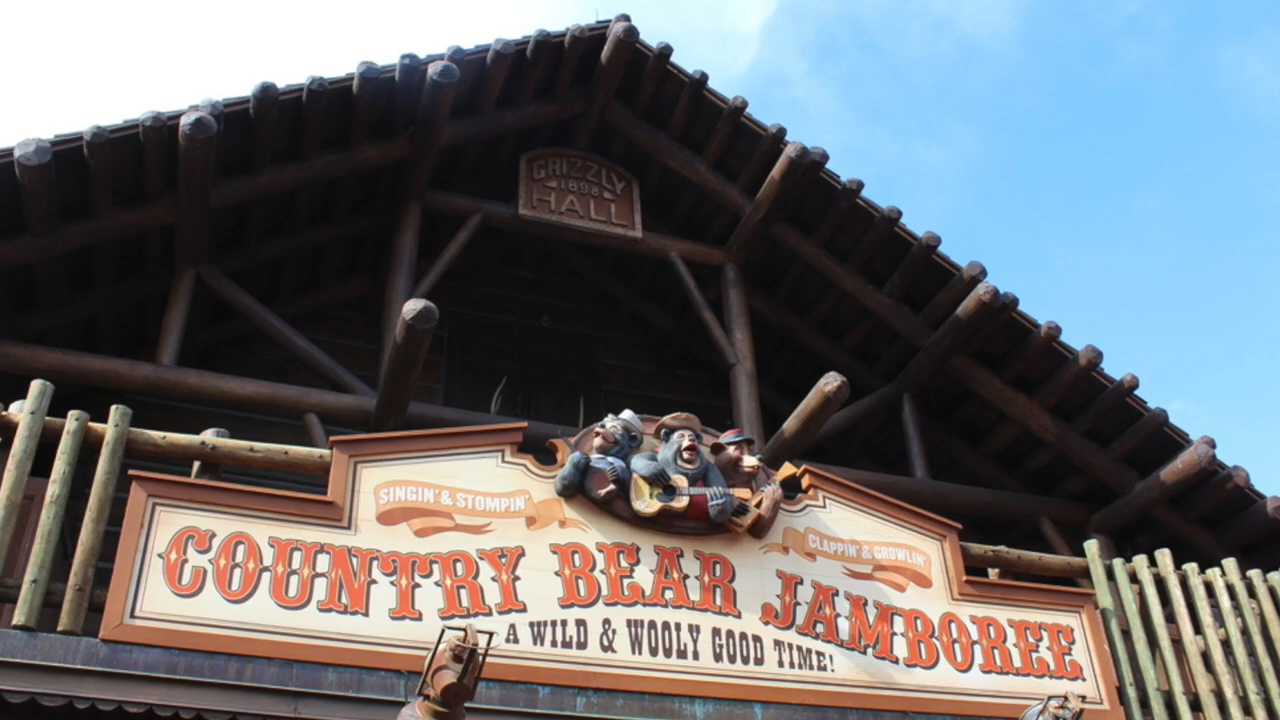 GRIZZLY
1898
HALL
SINGIN' & STOMPIN'
CLAPPIN' & GROWLIN'
COUNTRY BEAR JAMBOREE
A WILD & WOOLY GOOD TIME!